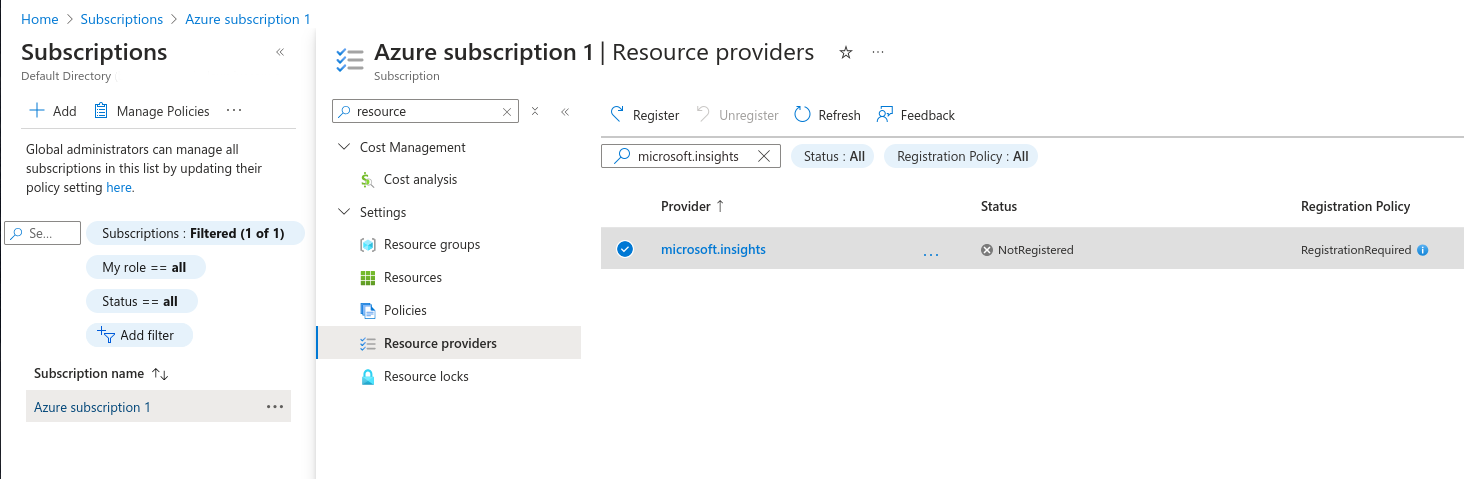 Home > Subscriptions > Azure subscription 1
Subscriptions
Default Directory
Add
Manage Policies
Global administrators can manage all
subscriptions in this list by updating their
policy setting here.
Se...
Subscriptions : Filtered (1 of 1)
My role == all
Status == all
Add filter
Subscription name
Azure subscription 1
Azure subscription 1 | Resource providers
Subscription
resource
Cost Management
Cost analysis
Settings
Resource groups
Resources
Policies
Resource providers
Resource locks
Register
Unregister
Refresh
Feedback
microsoft.insights
Status : All
Registration Policy : All
Provider
Status
Registration Policy
microsoft.insights
NotRegistered
RegistrationRequired